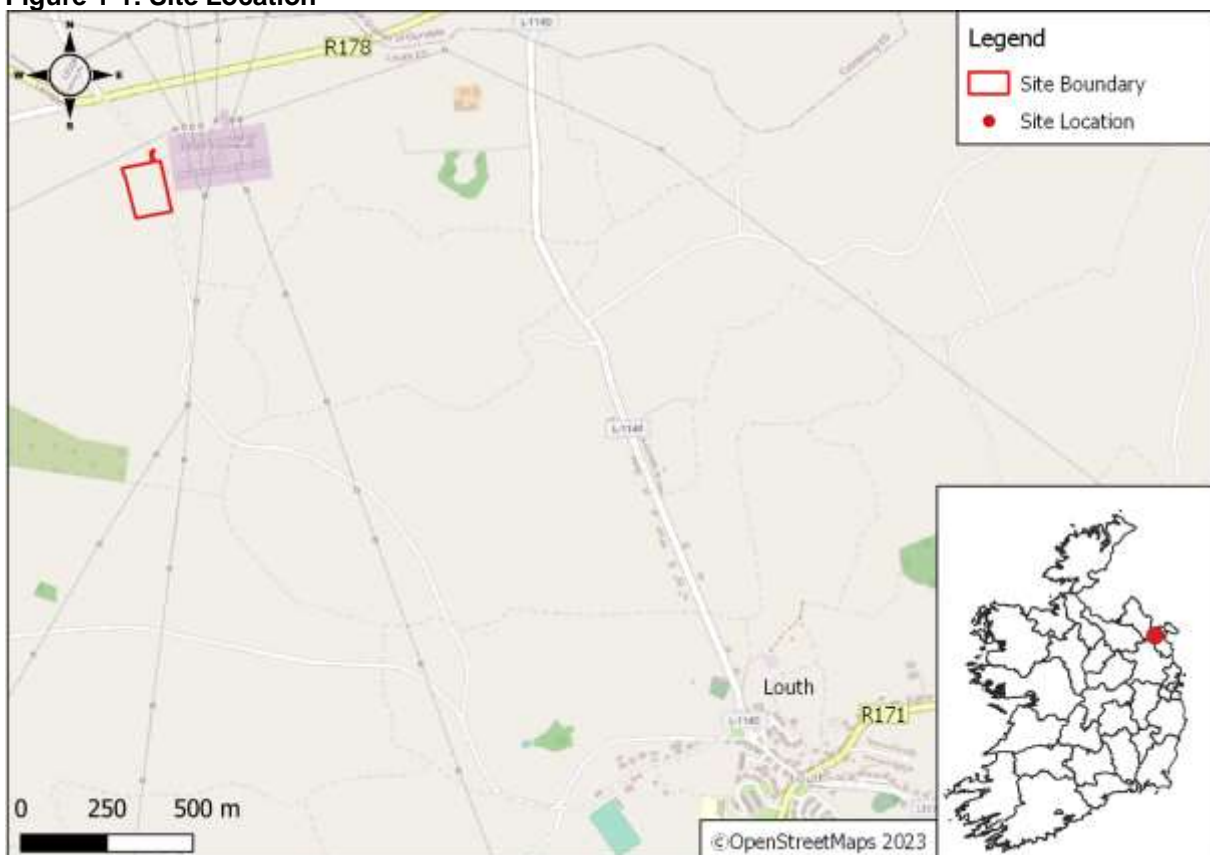 Figure 1-1: Site Location
L-1140
R178
Legend
Site Boundary
Site Location
N
W
E
S
L-1140
Louth
L-1140
R171
0 250 500 m
©OpenStreetMaps 2023